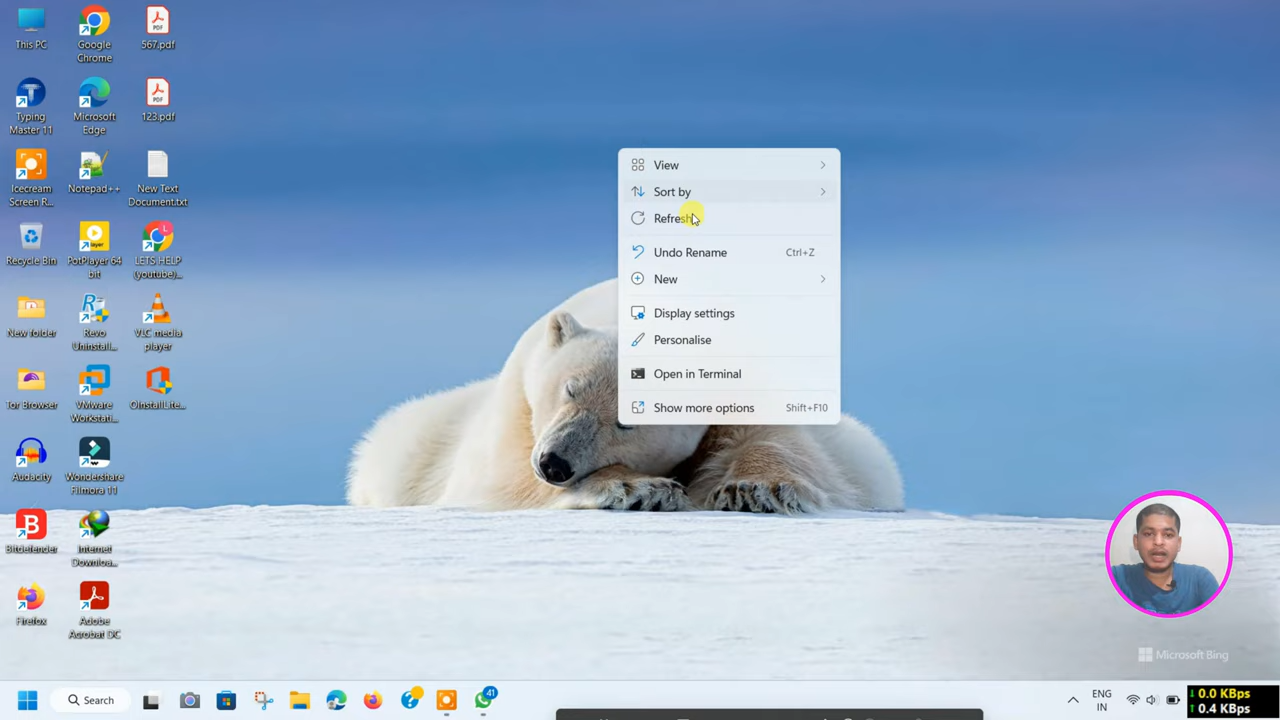 This PC
Google
Chrome
567.pdf
Typing
Master 11
Microsoft
Edge
123.pdf
Icecream
Screen R...
Notepad++
New Text
Document.txt
Recycle Bin
PotPlayer 64
bit
LETS HELP
(youtube)...
New folder
Revo
Uninstall...
VLC media
player
Tor Browser
VMware
Workstati...
OInstallLite...
Audacity
Wondershare
Filmora 11
Bitdefender
Internet
Downloa...
Firefox
Adobe
Acrobat DC
View
Sort by
Refresh
Undo Rename Ctrl+Z
New
Display settings
Personalise
Open in Terminal
Show more options Shift+F10
Microsoft Bing
Search
41
ENG
IN
0.0 KBps
0.4 KBps